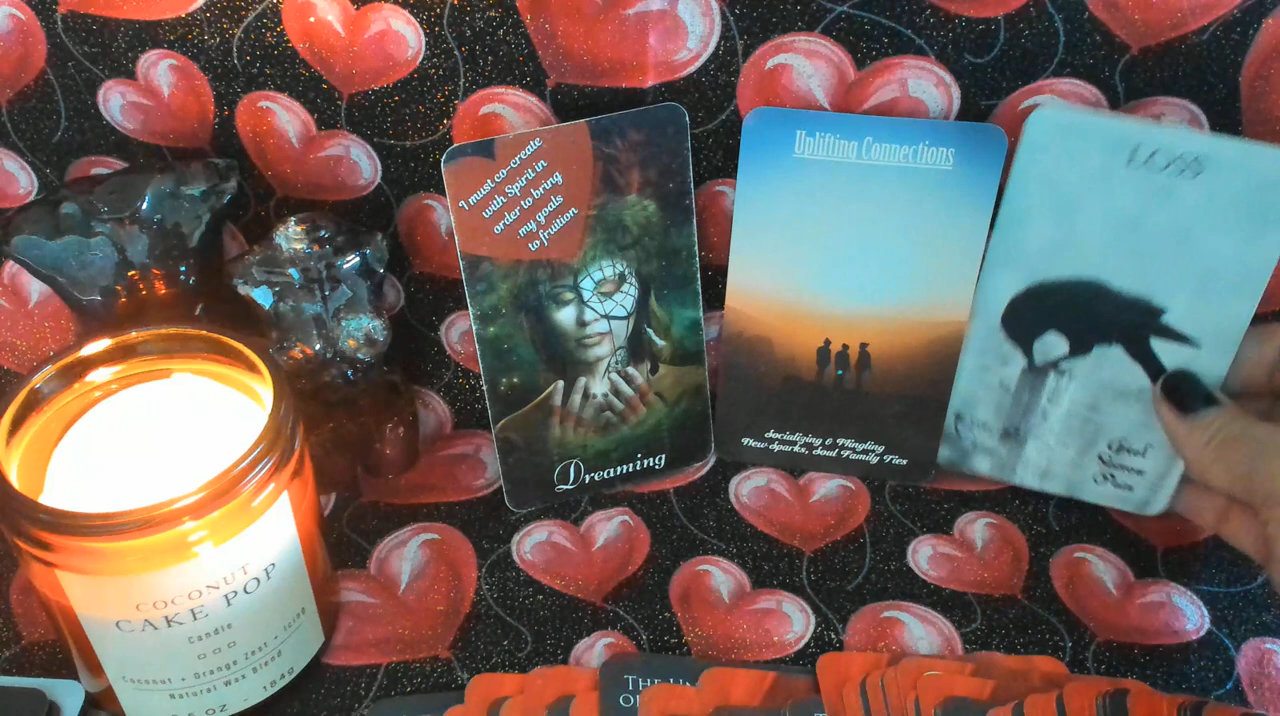 I must co-create
with Spirit in
order to bring
my goals
to fruition
Dreaming
Uplifting Connections
Socializing & Mingling
New Sparks, Soul Family Ties
COCONUT
CAKE POP
Candle
Coconut + Orange Zest + Icing
Natural Wax Blend
THE